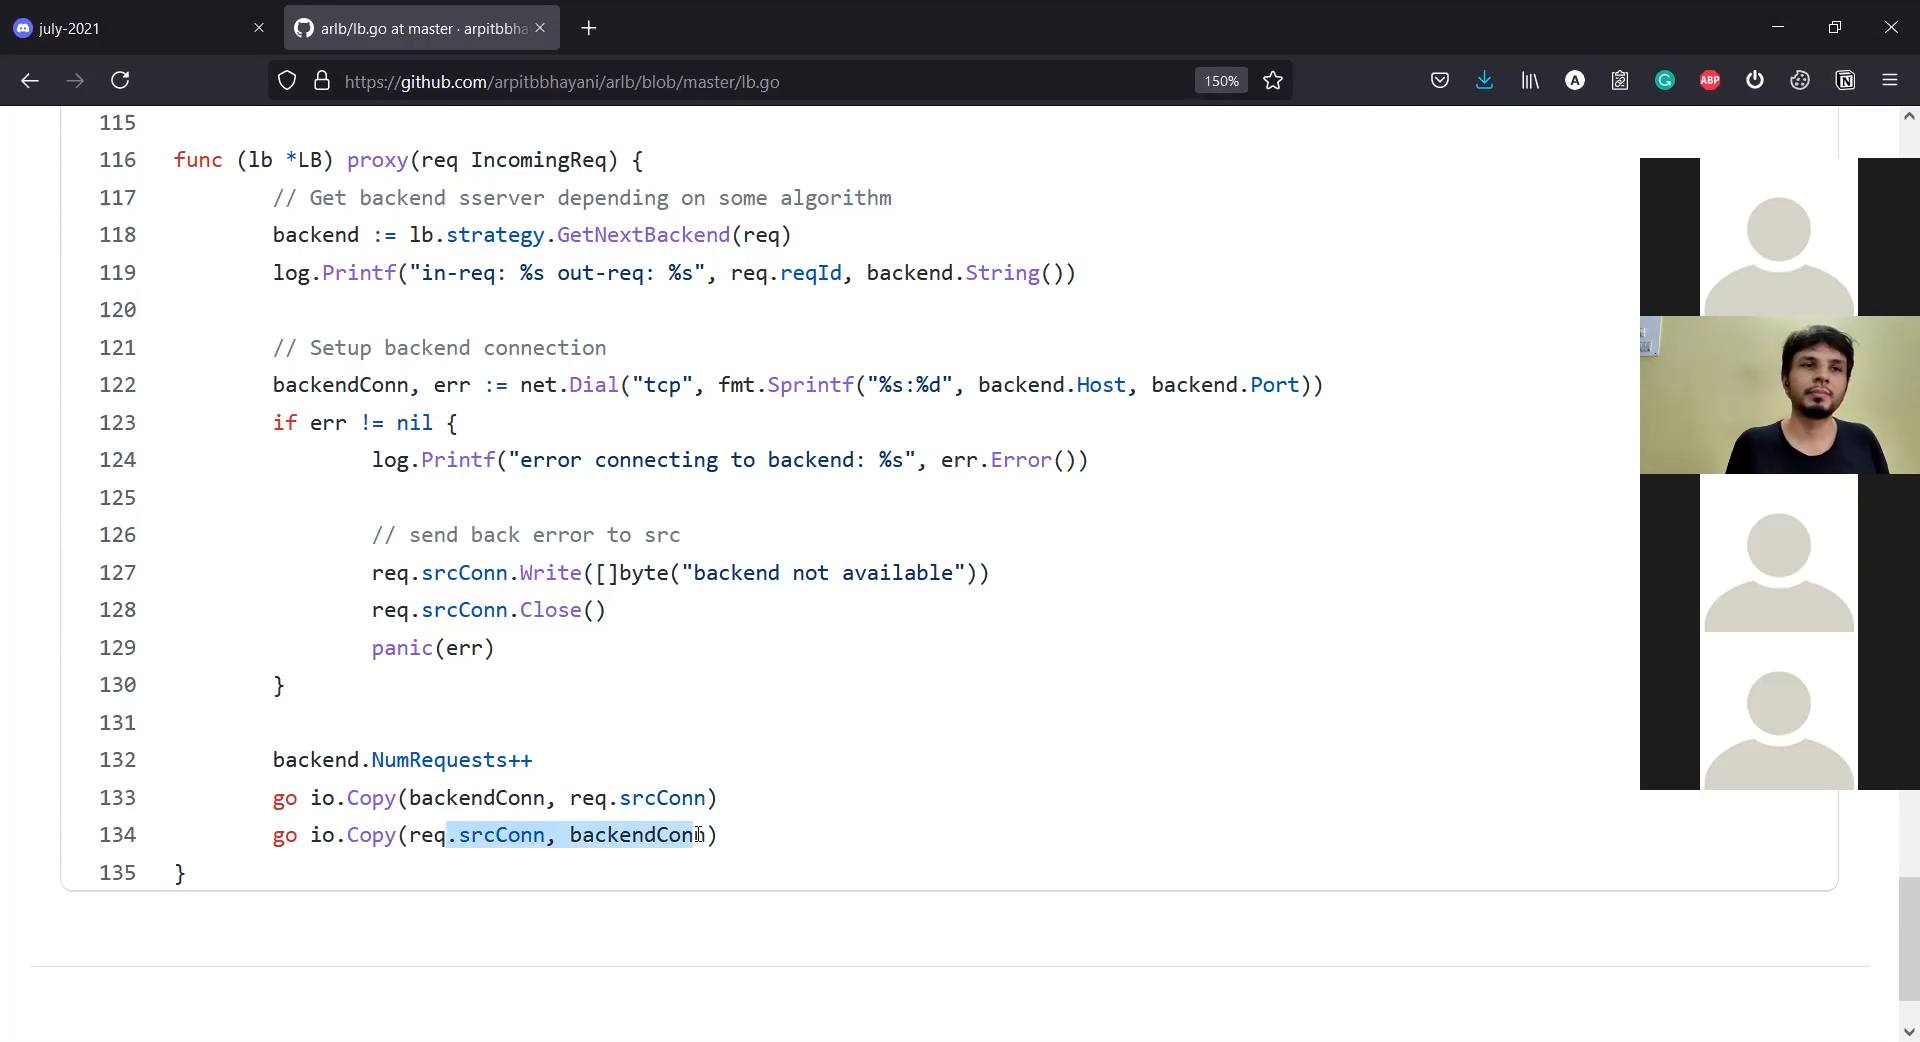 july-2021
arlb/lb.go at master · arpitbbha
https://github.com/arpitbbhayani/arlb/blob/master/lb.go
150%
A
ABP
115
116 func (lb *LB) proxy(req IncomingReq) {
117 // Get backend sserver depending on some algorithm
118 backend := lb.strategy.GetNextBackend(req)
119 log.Printf("in-req: %s out-req: %s", req.reqId, backend.String())
120
121 // Setup backend connection
122 backendConn, err := net.Dial("tcp", fmt.Sprintf("%s:%d", backend.Host, backend.Port))
123 if err != nil {
124 log.Printf("error connecting to backend: %s", err.Error())
125
126 // send back error to src
127 req.srcConn.Write([]byte("backend not available"))
128 req.srcConn.Close()
129 panic(err)
130 }
131
132 backend.NumRequests++
133 go io.Copy(backendConn, req.srcConn)
134 go io.Copy(req.srcConn, backendConn)
135 }